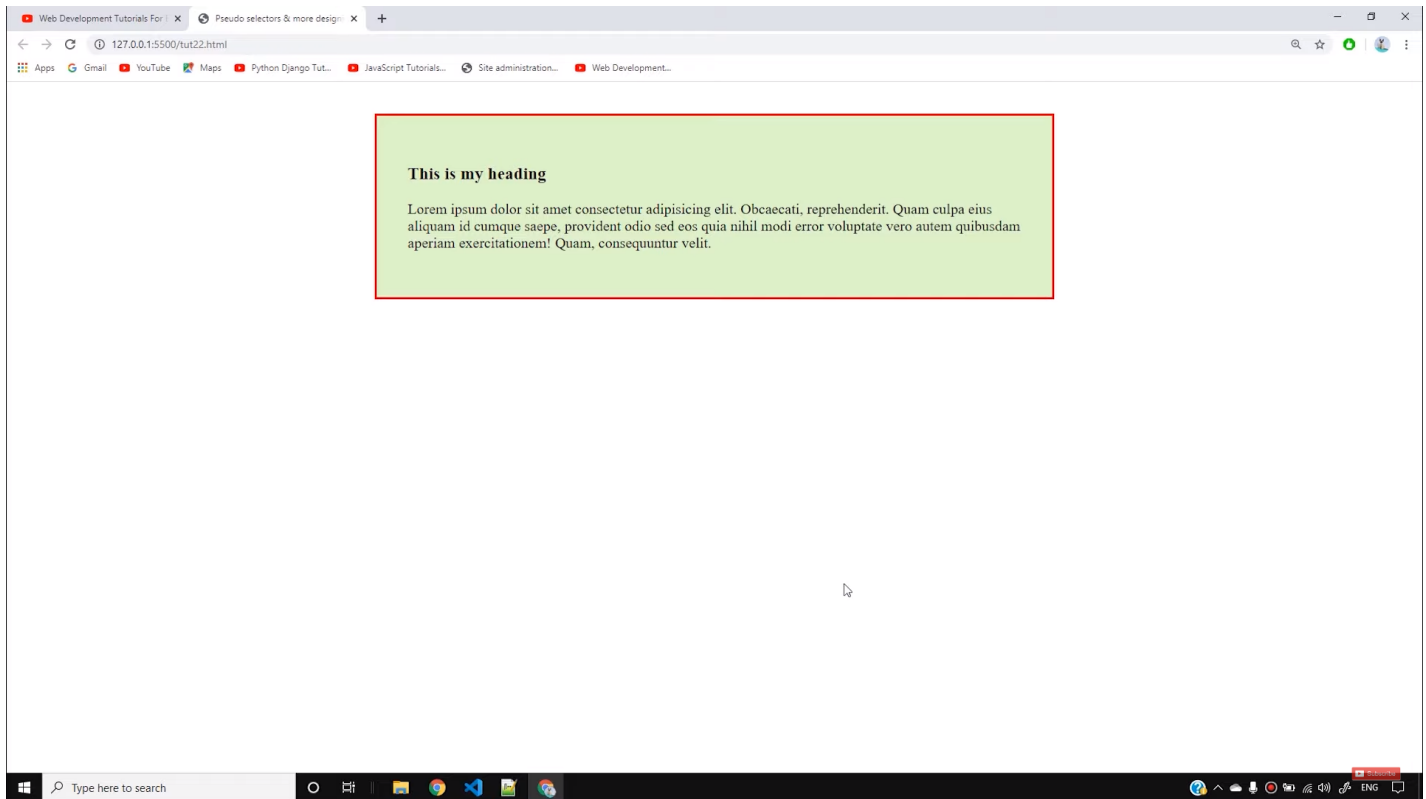 Web Development Tutorials For
Pseudo selectors & more design
127.0.0.1:5500/tut22.html
Apps Gmail YouTube Maps Python Django Tut... JavaScript Tutorials... Site administration... Web Development...
This is my heading
Lorem ipsum dolor sit amet consectetur adipisicing elit. Obcaecati, reprehenderit. Quam culpa eius
aliquam id cumque saepe, provident odio sed eos quia nihil modi error voluptate vero autem quibusdam
aperiam exercitationem! Quam, consequuntur velit.
Subscribe
Type here to search
ENG